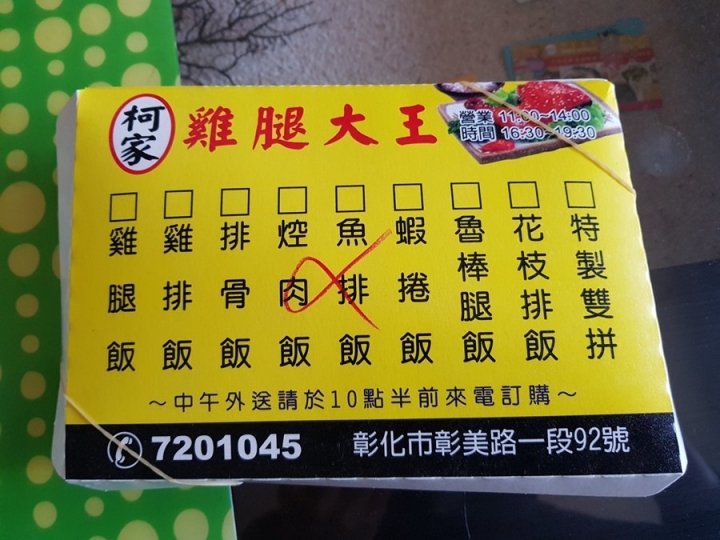 柯家 雞腿大王
營業時間 11:00~14:00
16:30~19:30
□雞腿飯
□雞排飯
□排骨飯
□焢肉飯
□魚排飯
□蝦捲飯
□魯棒腿飯
□花枝排飯
□特製雙拼
~中午外送請於10點半前來電訂購~
7201045 彰化市彰美路一段92號